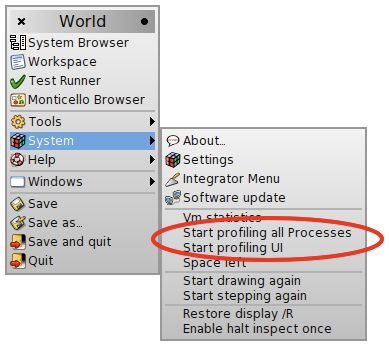 World
System Browser
Workspace
Test Runner
Monticello Browser
Tools
System
Help
Windows
Save
Save as...
Save and quit
Quit
About...
Settings
Integrator Menu
Software update
Vm statistics
Start profiling all Processes
Start profiling UI
Space left
Start drawing again
Start stepping again
Restore display /R
Enable halt inspect once